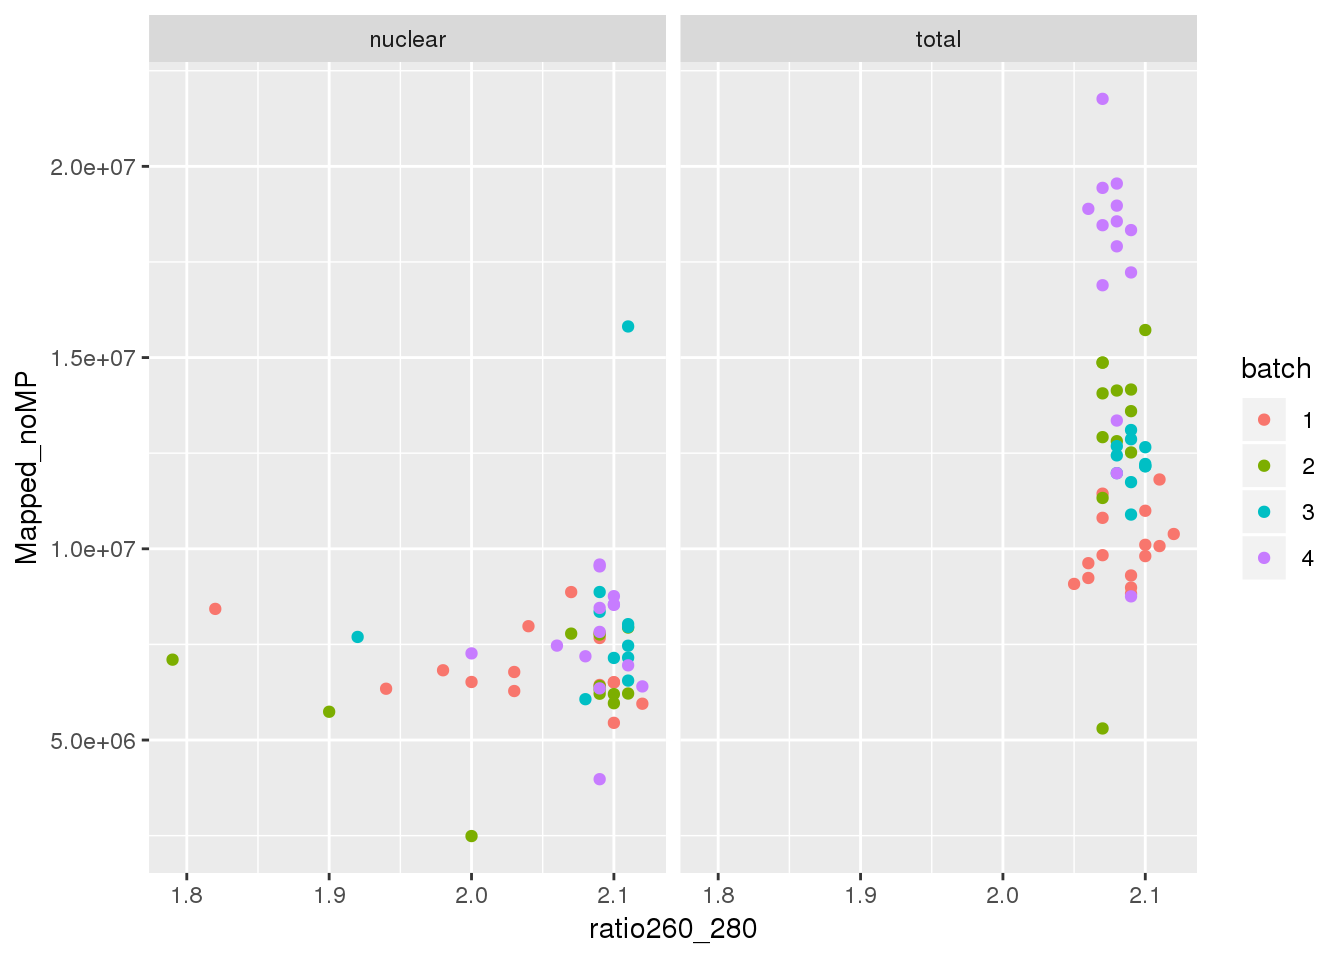 nuclear
total
Mapped_noMP
2.0e+07
1.5e+07
1.0e+07
5.0e+06
1.8
1.9
2.0
2.1
1.8
1.9
2.0
2.1
ratio260_280
batch
1
2
3
4